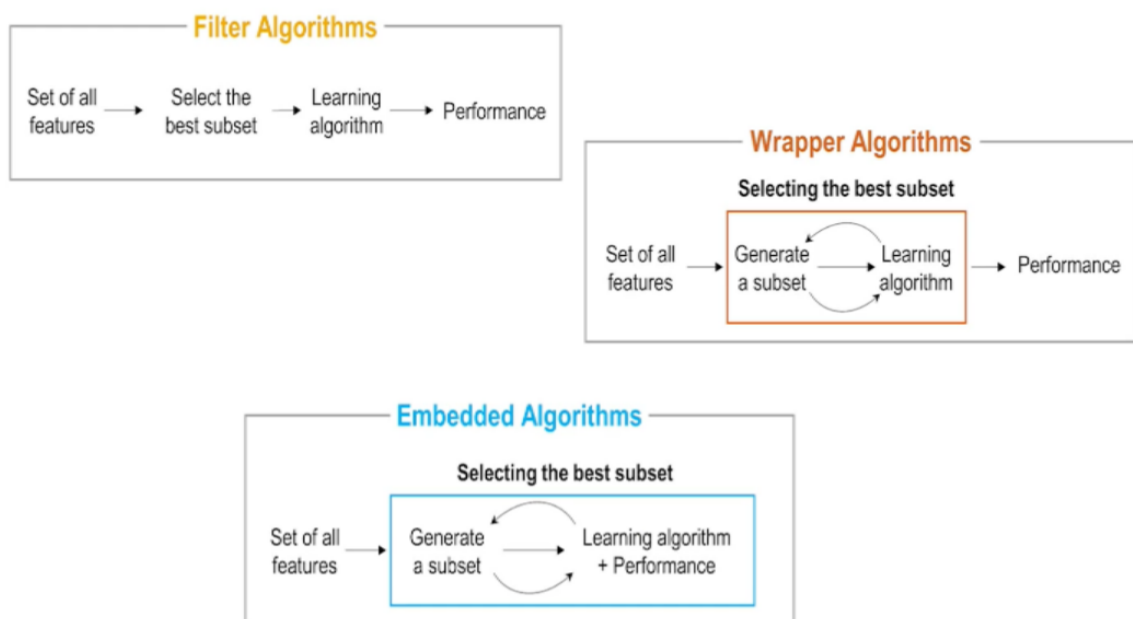 Filter Algorithms
Set of all
features
Select the
best subset
Learning
algorithm
Performance
Wrapper Algorithms
Selecting the best subset
Set of all
features
Generate
a subset
Learning
algorithm
Performance
Embedded Algorithms
Selecting the best subset
Set of all
features
Generate
a subset
Learning algorithm
+ Performance